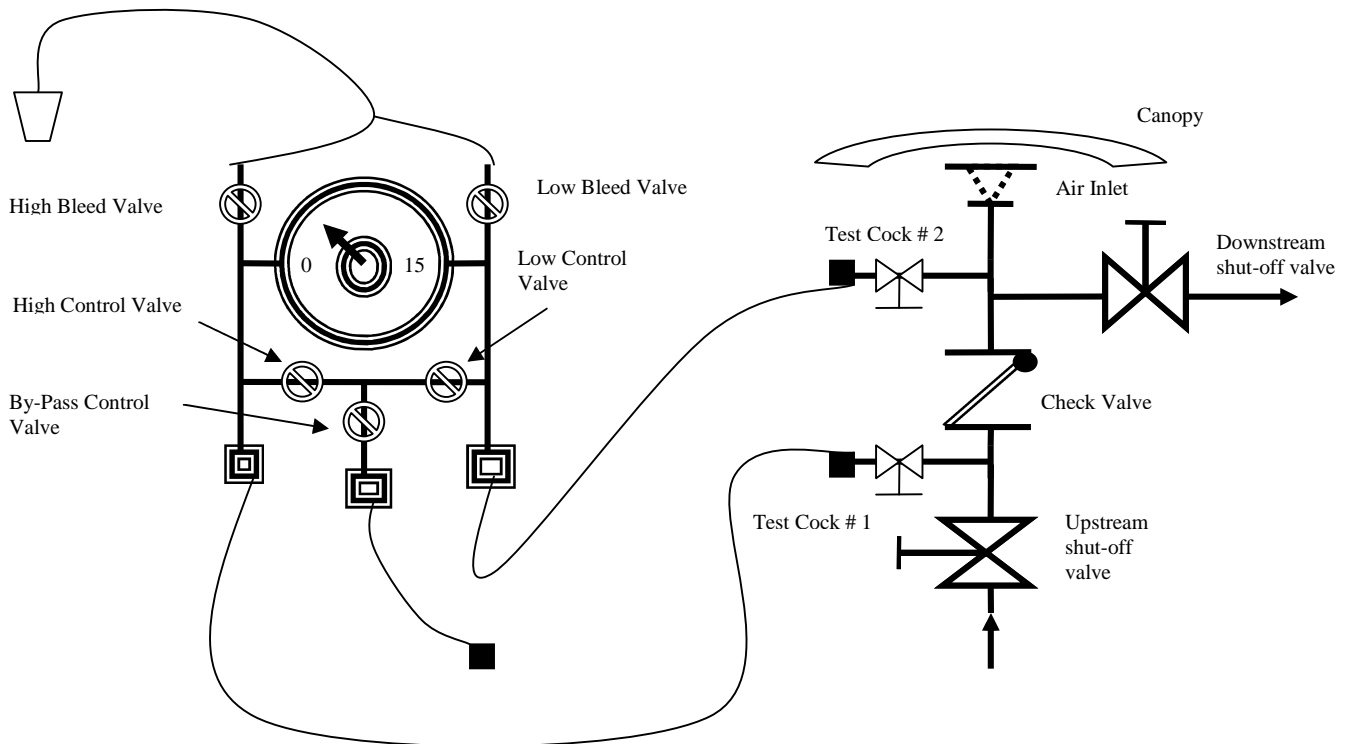 Canopy
High Bleed Valve
Low Bleed Valve
Air Inlet
Test Cock # 2
Downstream
shut-off valve
0
15
Low Control
Valve
High Control Valve
By-Pass Control
Valve
Check Valve
Test Cock # 1
Upstream
shut-off
valve